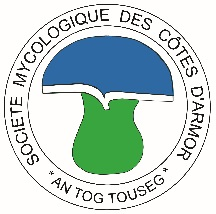 SOCIETE MYCOLOGIQUE DES CÔTES D'ARMOR
* AN TOG TOUSEG *